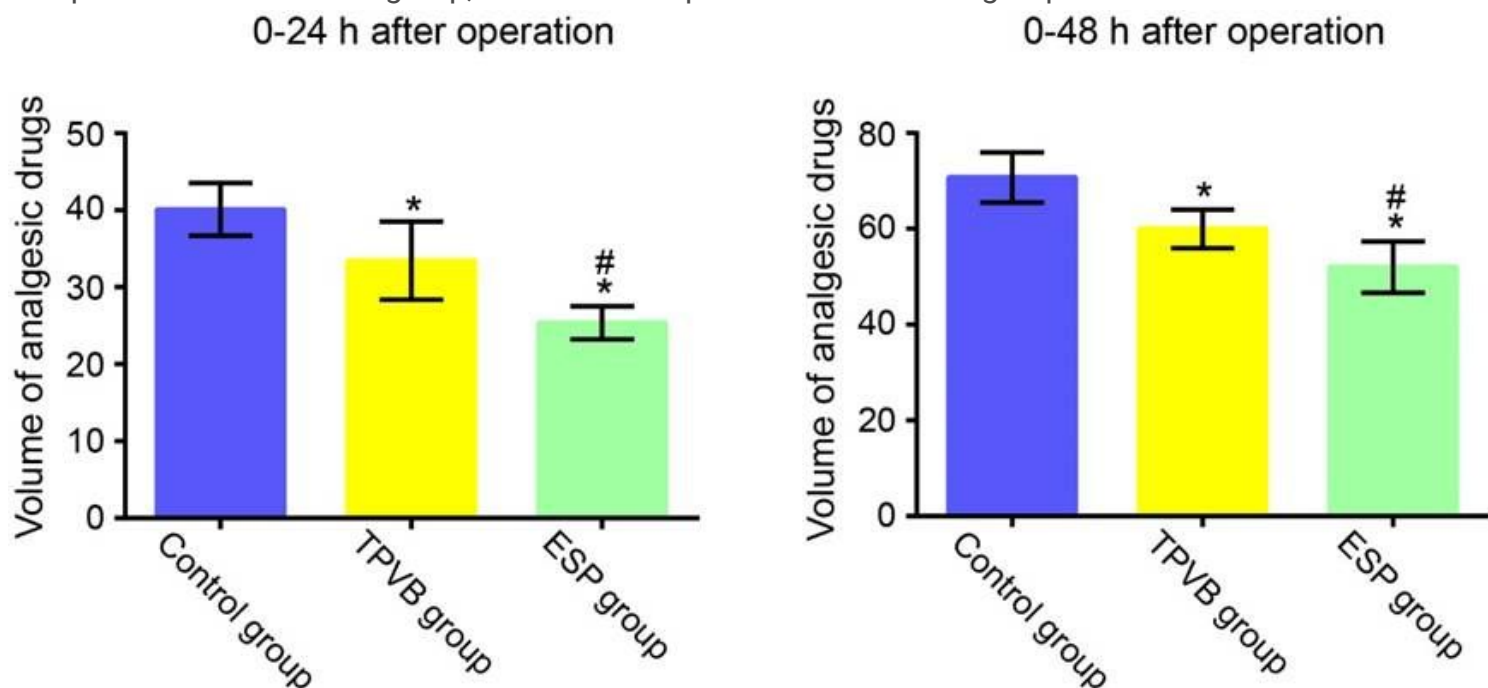 0-24 h after operation
Volume of analgesic drugs
50
40
30
20
10
0
*
#
*
Control group
TPVB group
ESP group
0-48 h after operation
Volume of analgesic drugs
80
60
40
20
0
*
#
*
Control group
TPVB group
ESP group